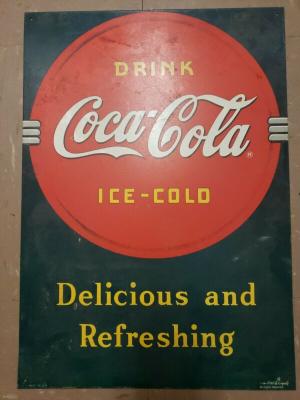 DRINK
Coca-Cola
®
ICE-COLD
Delicious and
Refreshing